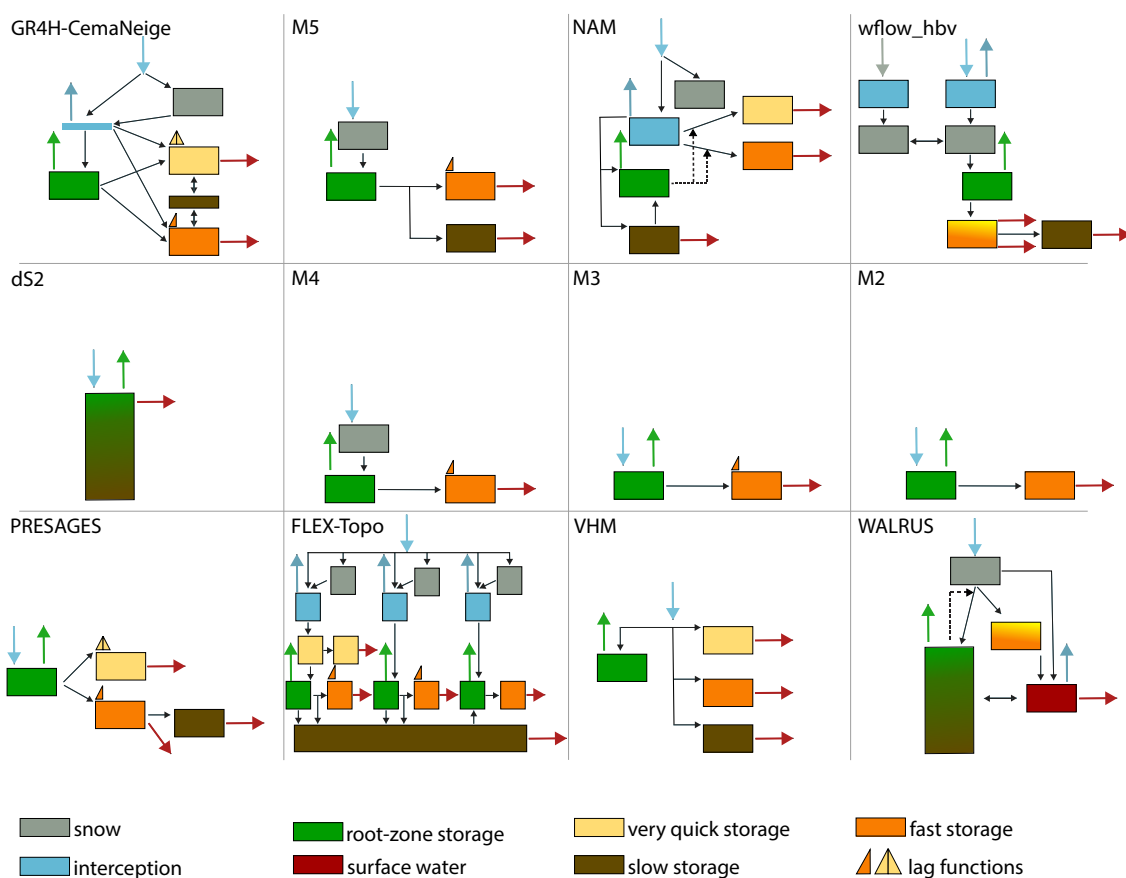 GR4H-CemaNeige
M5
NAM
wflow_hbv
dS2
M4
M3
M2
PRESAGES
FLEX-Topo
VHM
WALRUS
snow
root-zone storage
very quick storage
fast storage
interception
surface water
slow storage
lag functions